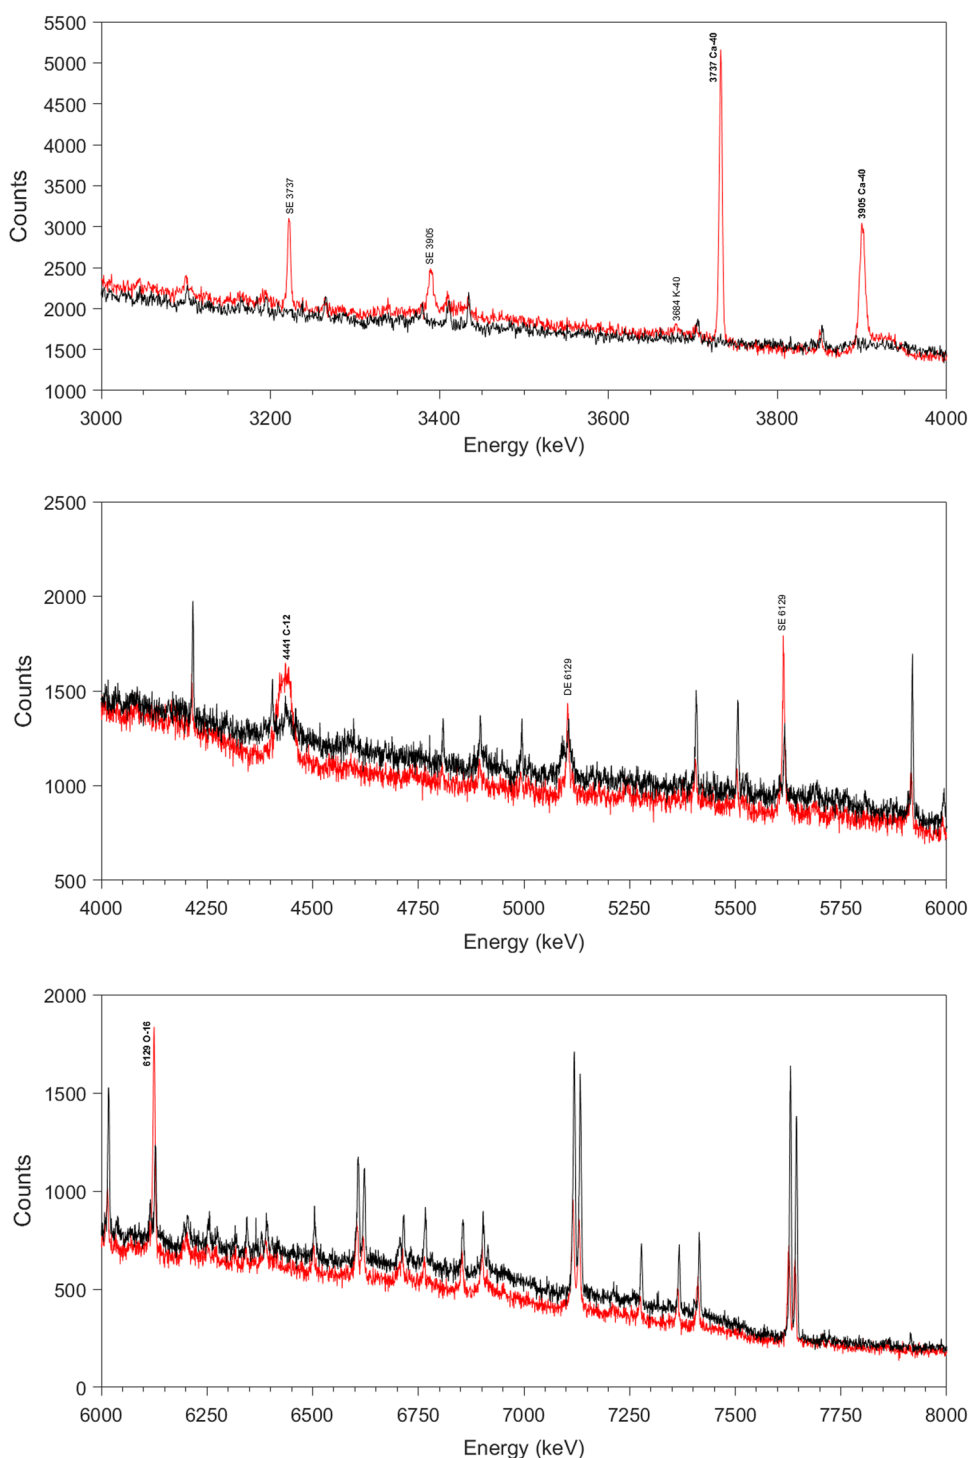 5500
5000
4500
4000
3500
3000
2500
2000
1500
1000
Counts
SE 3737
SE 3905
3684 K-40
3737 Ca-40
3905 Ca-40
3000
3200
3400
3600
3800
4000
Energy (keV)
2500
2000
1500
1000
500
Counts
4441 C-12
DE 6129
SE 6129
4000
4250
4500
4750
5000
5250
5500
5750
6000
Energy (keV)
2000
1500
1000
500
0
Counts
6129 O-16
6000
6250
6500
6750
7000
7250
7500
7750
8000
Energy (keV)